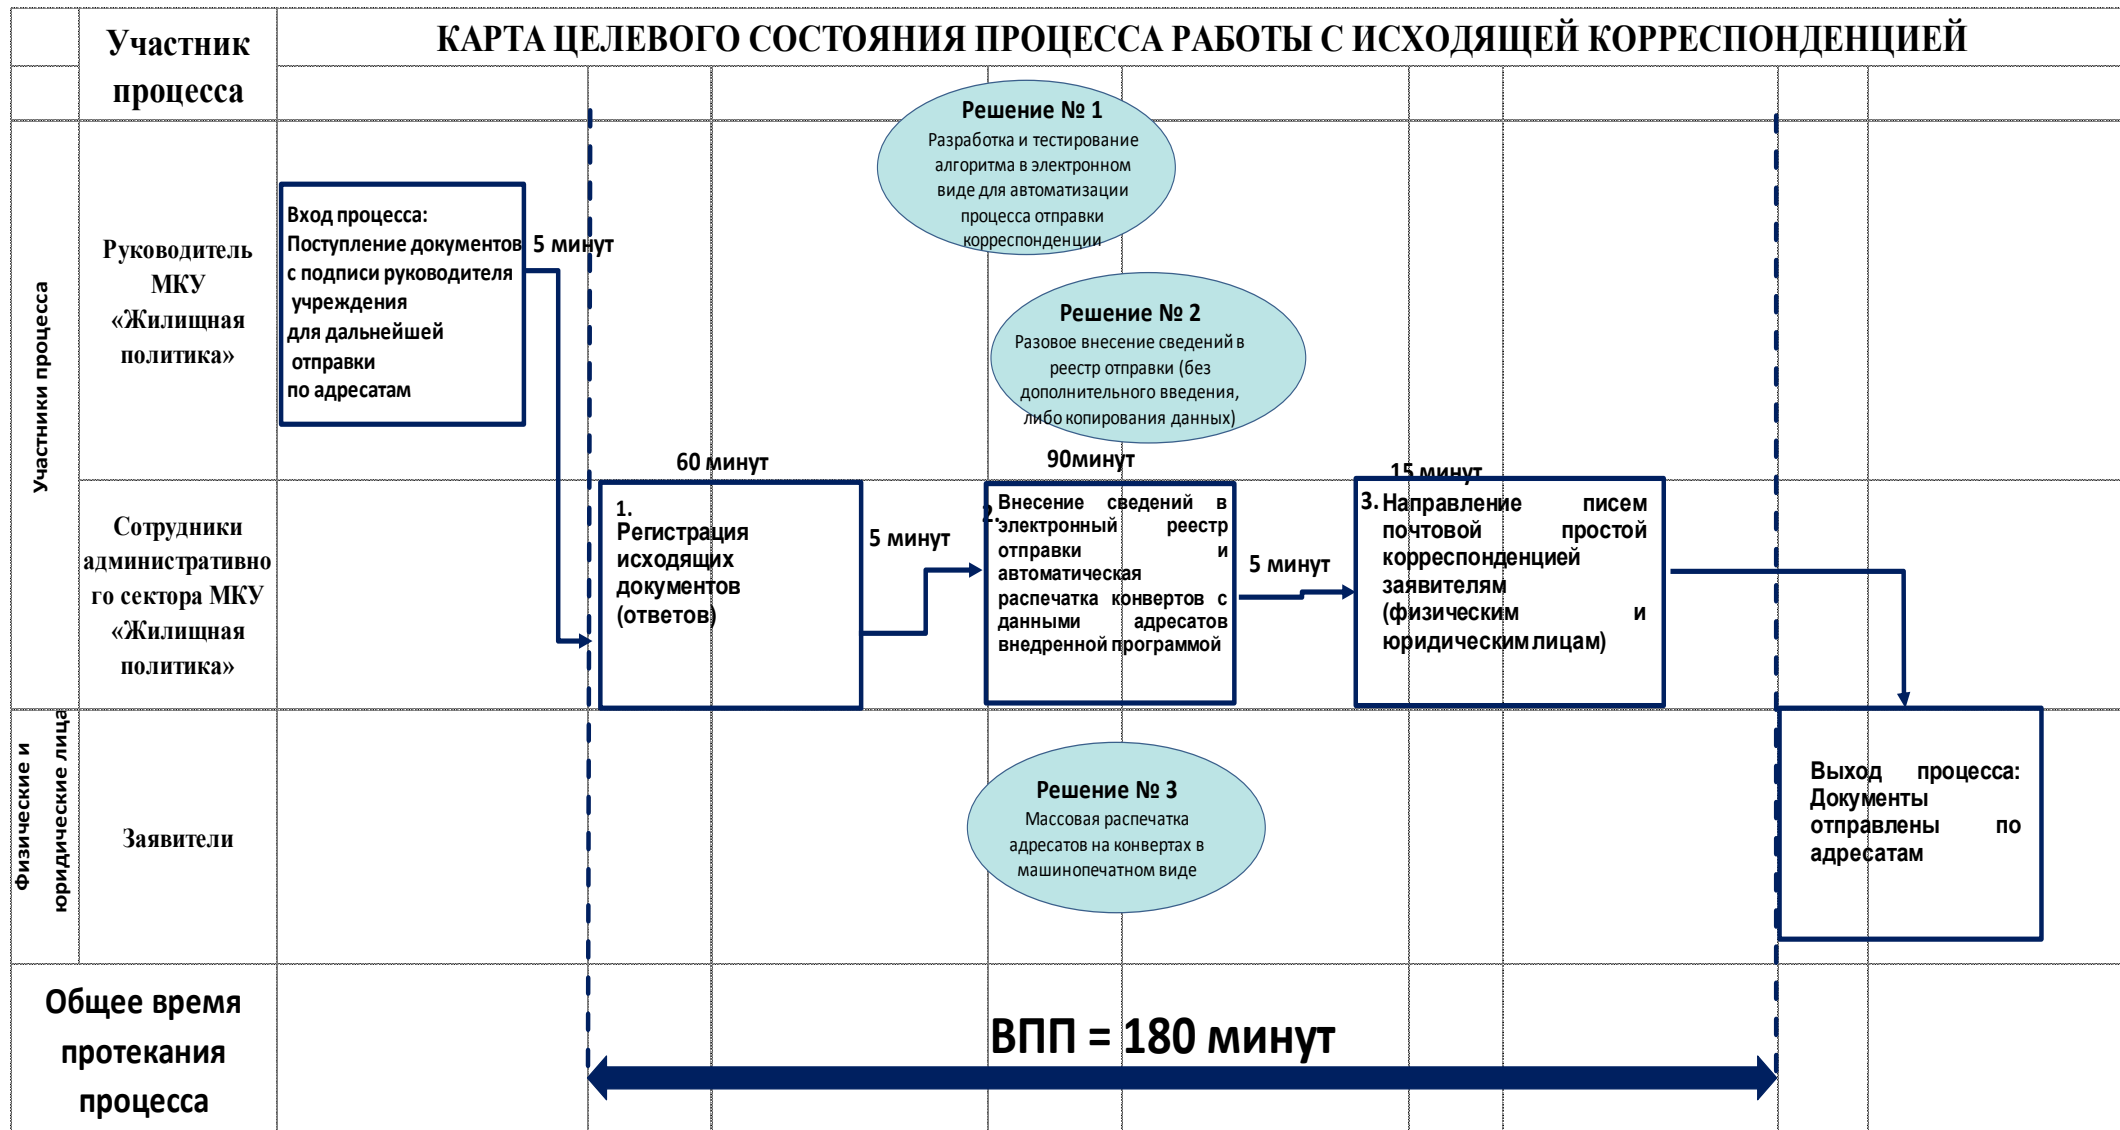 Участник
процесса
КАРТА ЦЕЛЕВОГО СОСТОЯНИЯ ПРОЦЕССА РАБОТЫ С ИСХОДЯЩЕЙ КОРРЕСПОНДЕНЦИЕЙ
Участники процесса
Руководитель
МКУ
«Жилищная
политика»
Вход процесса:
Поступление документов
с подписи руководителя
учреждения
для дальнейшей
отправки
по адресатам
5 минут
Решение № 1
Разработка и тестирование
алгоритма в электронном
виде для автоматизации
процесса отправки
корреспонденции
Решение № 2
Разовое внесение сведений в
реестр отправки (без
дополнительного введения,
либо копирования данных)
Сотрудники
административно
го сектора МКУ
«Жилищная
политика»
60 минут
1.
Регистрация
исходящих
документов
(ответов)
5 минут
90минут
2.
Внесение сведений в
электронный реестр
отправки и
автоматическая
распечатка конвертов с
данными адресатов
внедренной программой
5 минут
15 минут
3. Направление писем
почтовой простой
корреспонденцией
заявителям
(физическим и
юридическим лицам)
Физические и
юридические лица
Заявители
Решение № 3
Массовая распечатка
адресатов на конвертах в
машинопечатном виде
Выход процесса:
Документы
отправлены по
адресатам
Общее время
протекания
процесса
ВПП = 180 минут